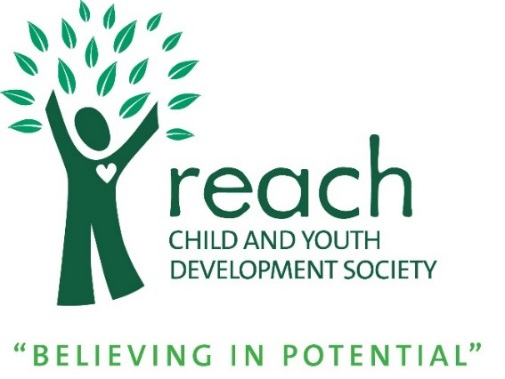 reach
CHILD AND YOUTH
DEVELOPMENT SOCIETY
“BELIEVING IN POTENTIAL”